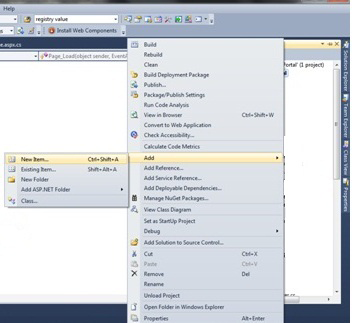 Help
registry value
Install Web Components
e.aspx.cs
Page_Load(object sender, EventA
Portal' (1 project)
Build
Rebuild
Clean
Build Deployment Package
Publish...
Package/Publish Settings
Run Code Analysis
View in Browser Ctrl+Shift+W
Convert to Web Application
Check Accessibility...
Calculate Code Metrics
Add
New Item... Ctrl+Shift+A
Existing Item... Shift+Alt+A
New Folder
Add ASP.NET Folder
Class...
Add Reference...
Add Service Reference...
Add Deployable Dependencies...
Manage NuGet Packages...
View Class Diagram
Set as StartUp Project
Debug
Add Solution to Source Control...
Cut Ctrl+X
Paste Ctrl+V
Remove Del
Rename
Unload Project
Open Folder in Windows Explorer
Properties Alt+Enter
Solution Explorer
Team Explorer
Class View
Properties